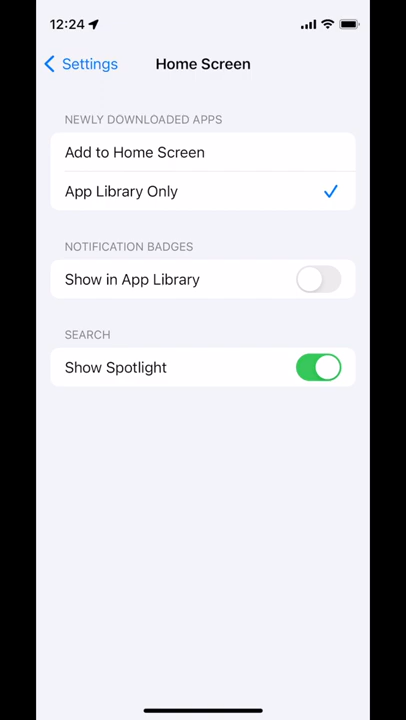 12:24
Settings
Home Screen
NEWLY DOWNLOADED APPS
Add to Home Screen
App Library Only
NOTIFICATION BADGES
Show in App Library
SEARCH
Show Spotlight